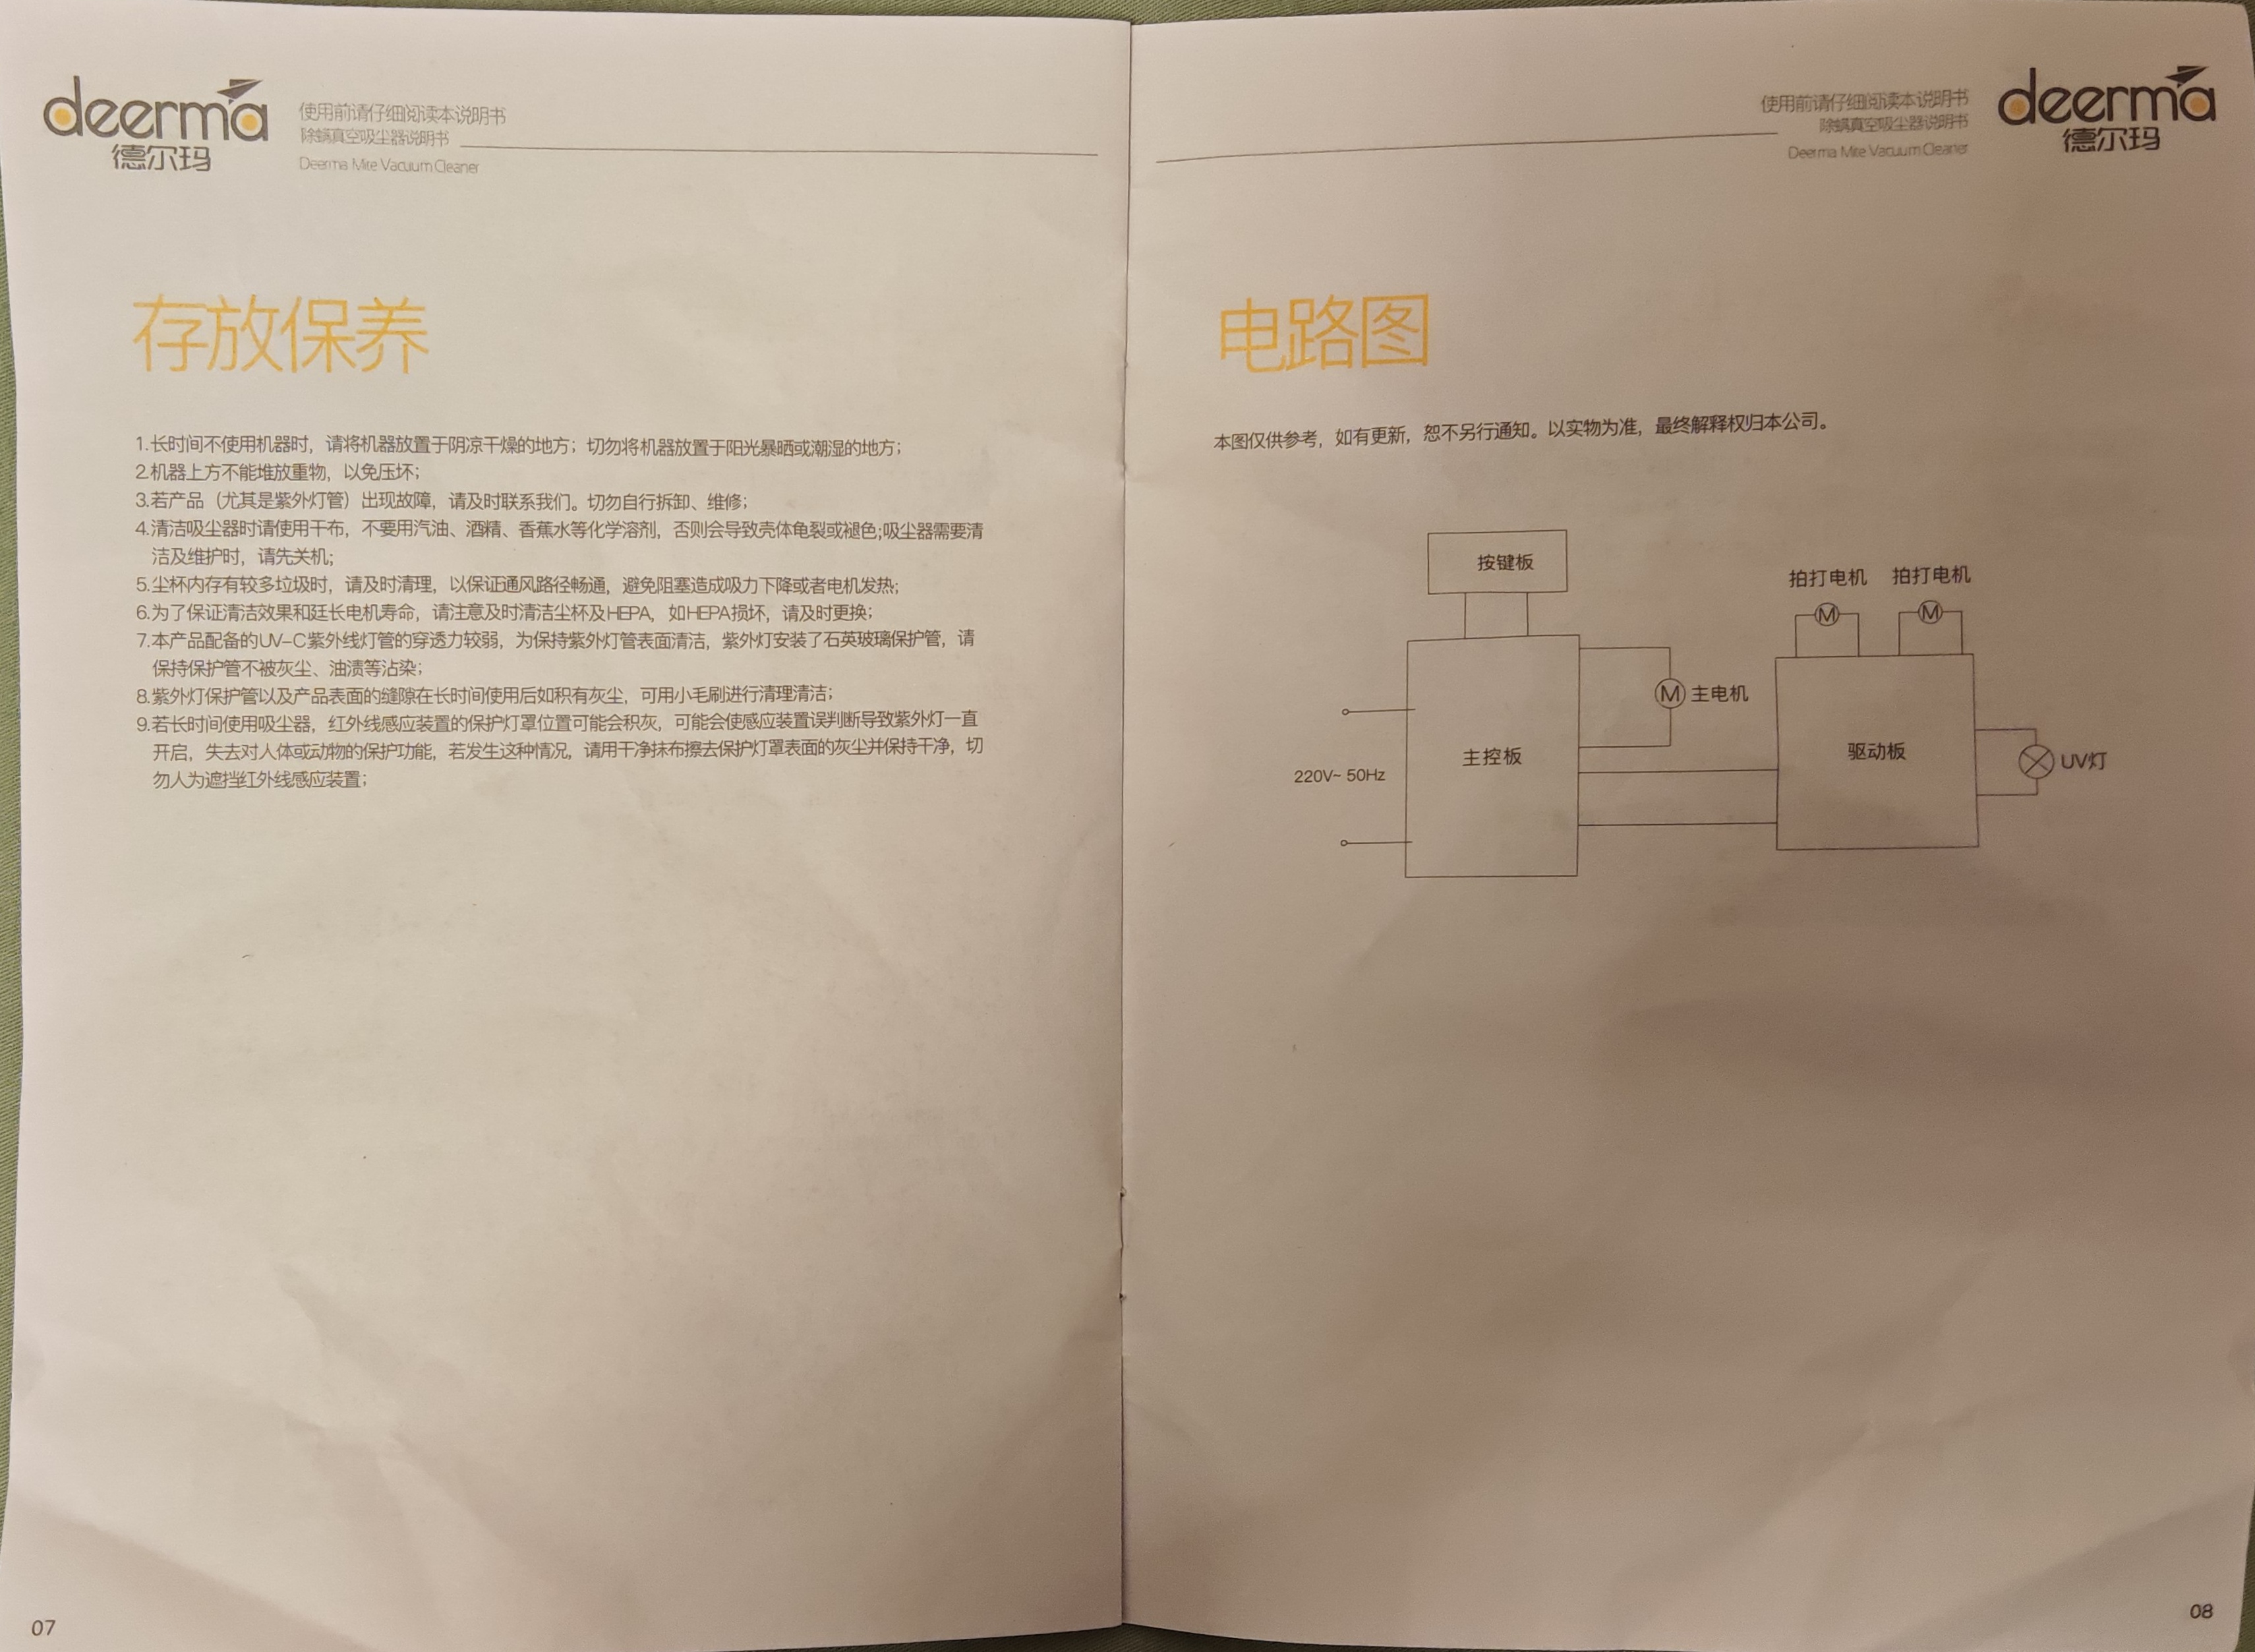 deerma
德尔玛
使用前请仔细阅读本说明书
除螨真空吸尘器说明书
Deerma Mite Vacuum Cleaner
存放保养
1.长时间不使用机器时，请将机器放置于阴凉干燥的地方；切勿将机器放置于阳光暴晒或潮湿的地方；
2.机器上方不能堆放重物，以免压坏；
3.若产品（尤其是紫外灯管）出现故障，请及时联系我们。切勿自行拆卸、维修；
4.清洁吸尘器时请使用干布，不要用汽油、酒精、香蕉水等化学溶剂，否则会导致壳体龟裂或褪色;吸尘器需要清
洁及维护时，请先关机；
5.尘杯内存有较多垃圾时，请及时清理，以保证通风路径畅通，避免阻塞造成吸力下降或者电机发热；
6.为了保证清洁效果和廷长电机寿命，请注意及时清洁尘杯及HEPA，如HEPA损坏，请及时更换；
7.本产品配备的UV-C紫外线灯管的穿透力较弱，为保持紫外灯管表面清洁，紫外灯安装了石英玻璃保护管，请
保持保护管不被灰尘、油渍等沾染；
8.紫外灯保护管以及产品表面的缝隙在长时间使用后如积有灰尘，可用小毛刷进行清理清洁；
9.若长时间使用吸尘器，红外线感应装置的保护灯罩位置可能会积灰，可能会使感应装置误判断导致紫外灯一直
开启，失去对人体或动物的保护功能，若发生这种情况，请用干净抹布擦去保护灯罩表面的灰尘并保持干净，切
勿人为遮挡红外线感应装置；
07
使用前请仔细阅读本说明书
除螨真空吸尘器说明书
Deerma Mite Vacuum Cleaner
deerma
德尔玛
电路图
本图仅供参考，如有更新，恕不另行通知。以实物为准，最终解释权归本公司。
按键板
拍打电机 拍打电机
M M
M 主电机
主控板
驱动板
UV灯
220V~ 50Hz
08